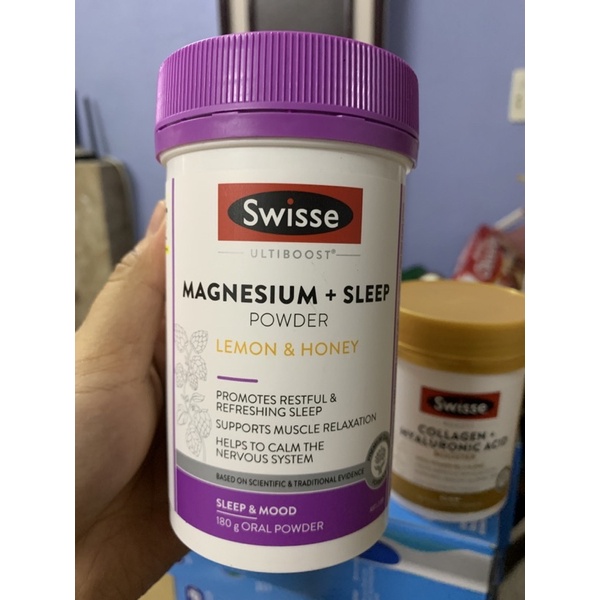 Swisse
ULTIBOOST®
MAGNESIUM + SLEEP
POWDER
LEMON & HONEY
PROMOTES RESTFUL &
REFRESHING SLEEP
SUPPORTS MUSCLE RELAXATION
HELPS TO CALM THE
NERVOUS SYSTEM
BASED ON SCIENTIFIC & TRADITIONAL EVIDENCE
SLEEP & MOOD
180 g ORAL POWDER
Swisse
COLLAGEN +
HYALURONIC ACID
BOOSTER